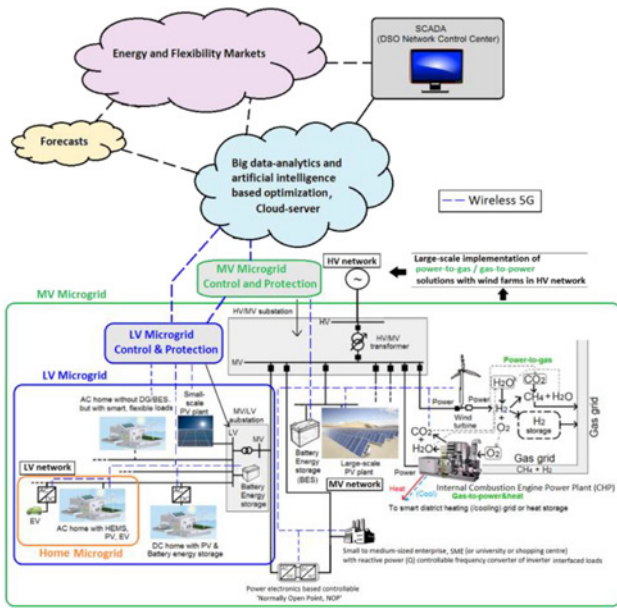 SCADA
(DSO Network Control Center)
Energy and Flexibility Markets
Forecasts
Big data-analytics and
artificial intelligence
based optimization,
Cloud-server
Wireless 5G
MV Microgrid
Control and Protection
HV network
Large-scale implementation of
power-to-gas / gas-to-power
solutions with wind farms in HV network
MV Microgrid
HV/MV substation
HV
HV/MV
transformer
MV
LV Microgrid
Control & Protection
LV Microgrid
AC home without DG/BES,
but with smart, flexible loads
Small-
scale PV
plant
MV/LV
substation
LV
MV
Battery
Energy
storage
Battery
Energy
storage
(BES)
Large-scale
PV plant
MV network
Power
Wind
turbine
Power
Power-to-gas
H2O
CO2
CH4 + H2O
H2
+
O2
H2
storage
O2
CO2
H2O
Gas grid
Gas grid
CH4 + H2
Power
Heat
(Cool)
Internal Combustion Engine Power Plant (CHP)
Gas-to-power&heat
To smart district heating (/cooling) grid or heat storage
LV network
EV
AC home with HEMS,
PV, EV
Home Microgrid
DC home with PV &
Battery energy storage
Small to medium-sized enterprise, SME (or university or shopping centre)
with reactive power (Q) controllable frequency converter of inverter interfaced loads
Power electronics based controllable
'Normally Open Point, NOP'